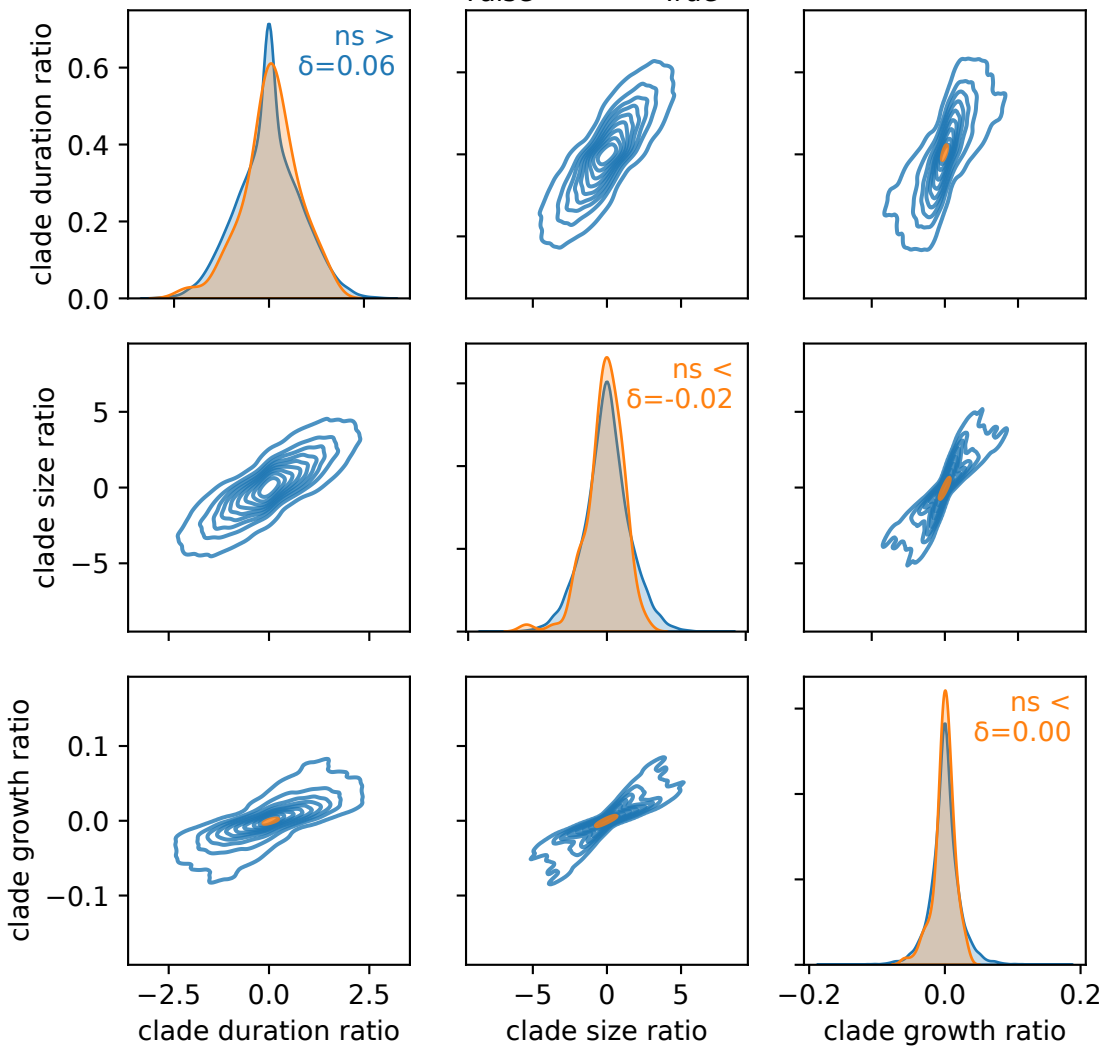 clade duration ratio
0.6
0.4
0.2
0.0
ns >
δ=0.06
clade size ratio
5
0
−5
ns <
δ=-0.02
clade growth ratio
0.1
0.0
−0.1
ns <
δ=0.00
−2.5 0.0 2.5
−5 0 5
−0.2 0.0 0.2
clade duration ratio
clade size ratio
clade growth ratio